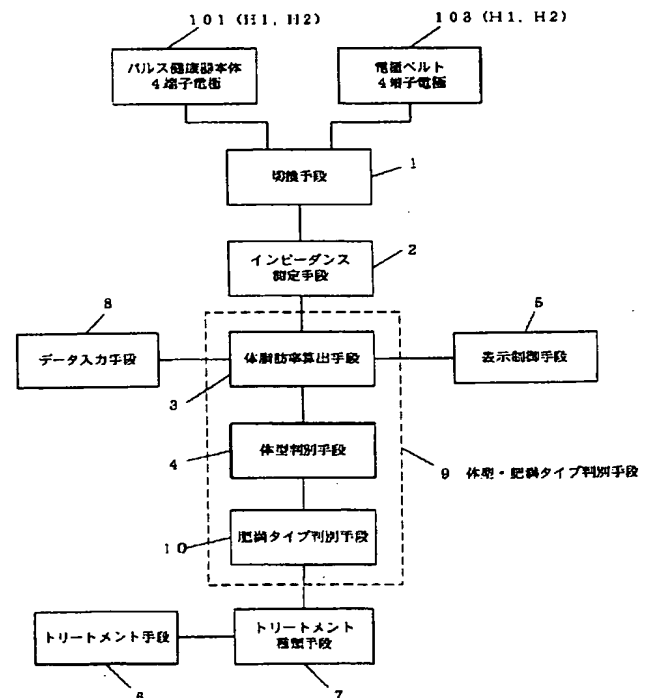 101 (H1, H2)
103 (H1, H2)
パルス健康器本体
4端子電極
電極ベルト
4端子電極
1
切換手段
2
インピーダンス
測定手段
8
5
データ入力手段
体脂肪率算出手段
表示制御手段
3
4
体型判別手段
9 体型・肥満タイプ判別手段
10
肥満タイプ判別手段
トリートメント手段
トリートメント
種類手段
6
7